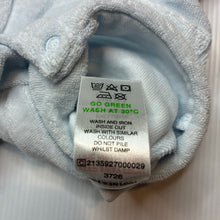 GO GREEN
WASH AT 30°C
WASH AND IRON
INSIDE OUT
WASH WITH SIMILAR
COLOURS
DO NOT PILE
WHILST DAMP
2135927000029
3726